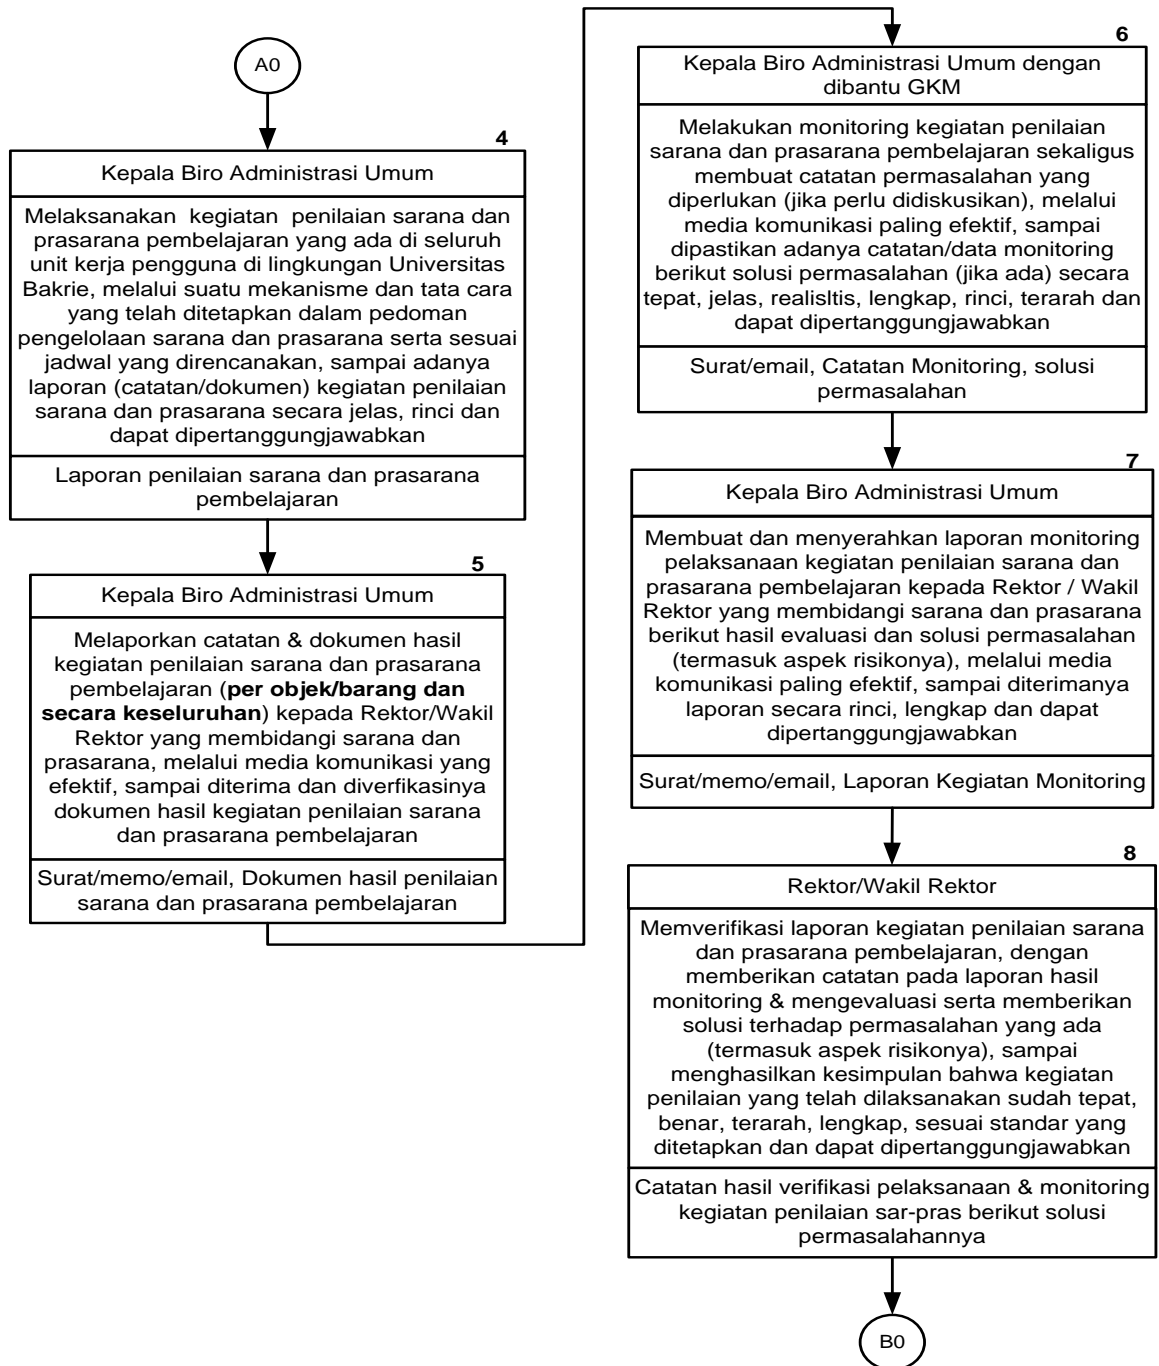 A0
4
Kepala Biro Administrasi Umum
Melaksanakan kegiatan penilaian sarana dan
prasarana pembelajaran yang ada di seluruh
unit kerja pengguna di lingkungan Universitas
Bakrie, melalui suatu mekanisme dan tata cara
yang telah ditetapkan dalam pedoman
pengelolaan sarana dan prasarana serta sesuai
jadwal yang direncanakan, sampai adanya
laporan (catatan/dokumen) kegiatan penilaian
sarana dan prasarana secara jelas, rinci dan
dapat dipertanggungjawabkan
Laporan penilaian sarana dan prasarana
pembelajaran
5
Kepala Biro Administrasi Umum
Melaporkan catatan & dokumen hasil
kegiatan penilaian sarana dan prasarana
pembelajaran (per objek/barang dan
secara keseluruhan) kepada Rektor/Wakil
Rektor yang membidangi sarana dan
prasarana, melalui media komunikasi yang
efektif, sampai diterima dan diverfikasinya
dokumen hasil kegiatan penilaian sarana
dan prasarana pembelajaran
Surat/memo/email, Dokumen hasil penilaian
sarana dan prasarana pembelajaran
6
Kepala Biro Administrasi Umum dengan
dibantu GKM
Melakukan monitoring kegiatan penilaian
sarana dan prasarana pembelajaran sekaligus
membuat catatan permasalahan yang
diperlukan (jika perlu didiskusikan), melalui
media komunikasi paling efektif, sampai
dipastikan adanya catatan/data monitoring
berikut solusi permasalahan (jika ada) secara
tepat, jelas, realisltis, lengkap, rinci, terarah dan
dapat dipertanggungjawabkan
Surat/email, Catatan Monitoring, solusi
permasalahan
7
Kepala Biro Administrasi Umum
Membuat dan menyerahkan laporan monitoring
pelaksanaan kegiatan penilaian sarana dan
prasarana pembelajaran kepada Rektor / Wakil
Rektor yang membidangi sarana dan prasarana
berikut hasil evaluasi dan solusi permasalahan
(termasuk aspek risikonya), melalui media
komunikasi paling efektif, sampai diterimanya
laporan secara rinci, lengkap dan dapat
dipertanggungjawabkan
Surat/memo/email, Laporan Kegiatan Monitoring
8
Rektor/Wakil Rektor
Memverifikasi laporan kegiatan penilaian sarana
dan prasarana pembelajaran, dengan
memberikan catatan pada laporan hasil
monitoring & mengevaluasi serta memberikan
solusi terhadap permasalahan yang ada
(termasuk aspek risikonya), sampai
menghasilkan kesimpulan bahwa kegiatan
penilaian yang telah dilaksanakan sudah tepat,
benar, terarah, lengkap, sesuai standar yang
ditetapkan dan dapat dipertanggungjawabkan
Catatan hasil verifikasi pelaksanaan & monitoring
kegiatan penilaian sar-pras berikut solusi
permasalahannya
B0